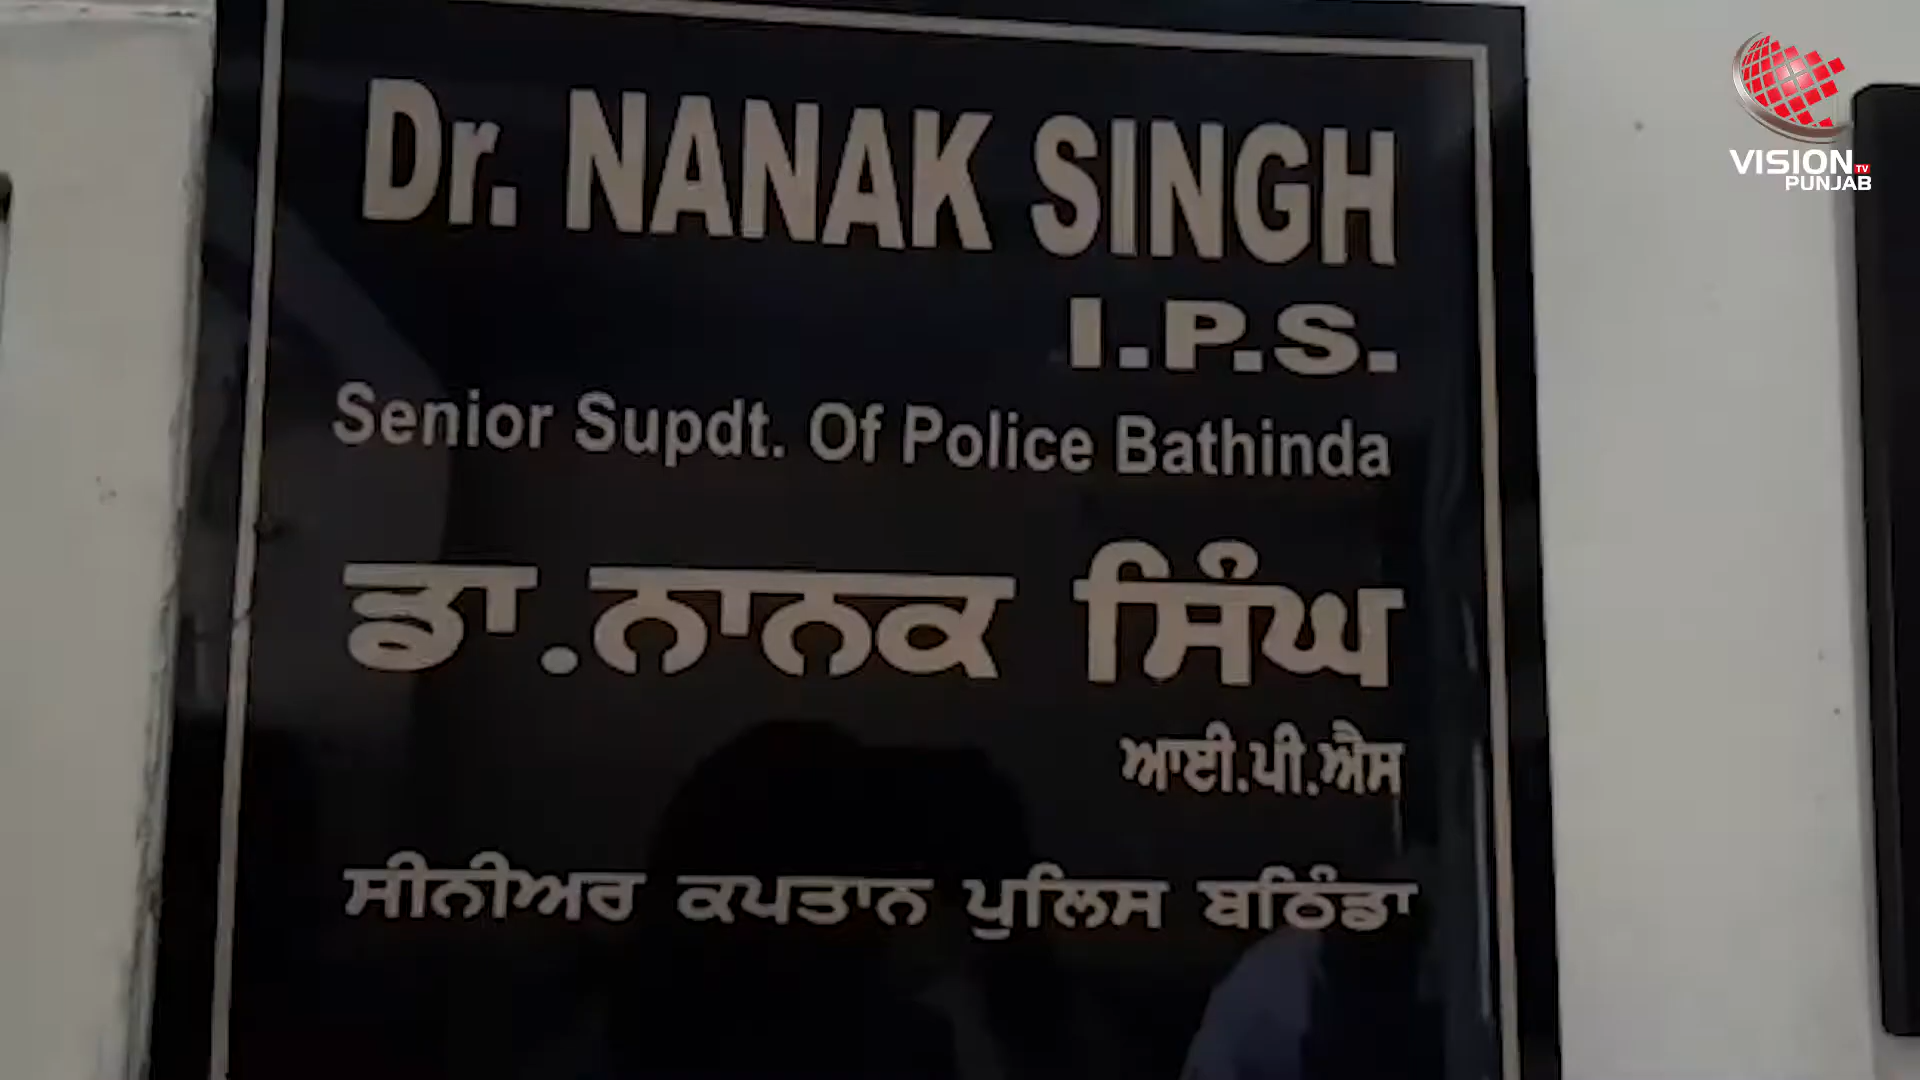 Dr. NANAK SINGH
I.P.S.
Senior Supdt. Of Police Bathinda
ਡਾ.ਨਾਨਕ ਸਿੰਘ
ਆਈ.ਪੀ.ਐਸ
ਸੀਨੀਅਰ ਕਪਤਾਨ ਪੁਲਿਸ ਬਠਿੰਡਾ
VISION TV
PUNJAB